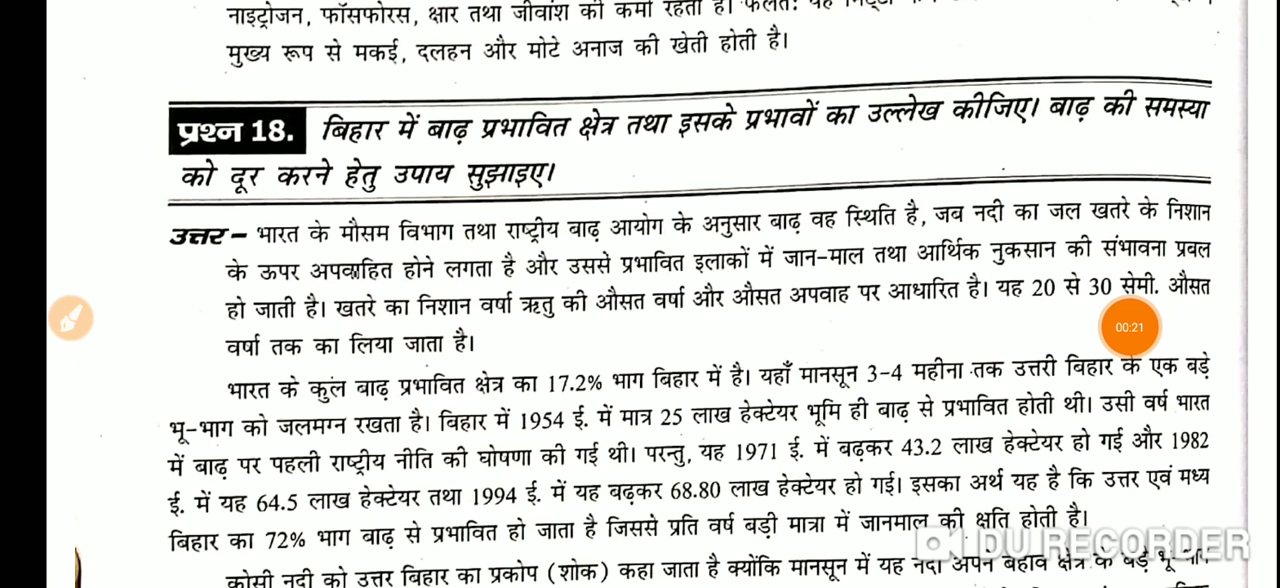 नाइट्रोजन, फॉसफोरस, क्षार तथा जीवांश की कमी रहती है। फलतः यह
मुख्य रूप से मकई, दलहन और मोटे अनाज की खेती होती है।
प्रश्न 18. बिहार में बाढ़ प्रभावित क्षेत्र तथा इसके प्रभावों का उल्लेख कीजिए। बाढ़ की समस्या
को दूर करने हेतु उपाय सुझाइए।
उत्तर – भारत के मौसम विभाग तथा राष्ट्रीय बाढ़ आयोग के अनुसार बाढ़ वह स्थिति है, जब नदी का जल खतरे के निशान
के ऊपर अपवाहित होने लगता है और उससे प्रभावित इलाकों में जान-माल तथा आर्थिक नुकसान की संभावना प्रबल
हो जाती है। खतरे का निशान वर्षा ऋतु की औसत वर्षा और औसत अपवाह पर आधारित है। यह 20 से 30 सेमी. औसत
वर्षा तक का लिया जाता है।
00:21
भारत के कुल बाढ़ प्रभावित क्षेत्र का 17.2% भाग बिहार में है। यहाँ मानसून 3-4 महीना तक उत्तरी बिहार के एक बड़े
भू-भाग को जलमग्न रखता है। बिहार में 1954 ई. में मात्र 25 लाख हेक्टेयर भूमि ही बाढ़ से प्रभावित होती थी। उसी वर्ष भारत
में बाढ़ पर पहली राष्ट्रीय नीति की घोषणा की गई थी। परन्तु, यह 1971 ई. में बढ़कर 43.2 लाख हेक्टेयर हो गई और 1982
ई. में यह 64.5 लाख हेक्टेयर तथा 1994 ई. में यह बढ़कर 68.80 लाख हेक्टेयर हो गई। इसका अर्थ यह है कि उत्तर एवं मध्य
बिहार का 72% भाग बाढ़ से प्रभावित हो जाता है जिससे प्रति वर्ष बड़ी मात्रा में जानमाल की क्षति होती है।
DU RECORDER
कोसी नदी को उत्तर बिहार का प्रकोप (शोक) कहा जाता है क्योंकि मानसून में यह नदी अपने बहाव क्षेत्र के बड़े भू-भाग